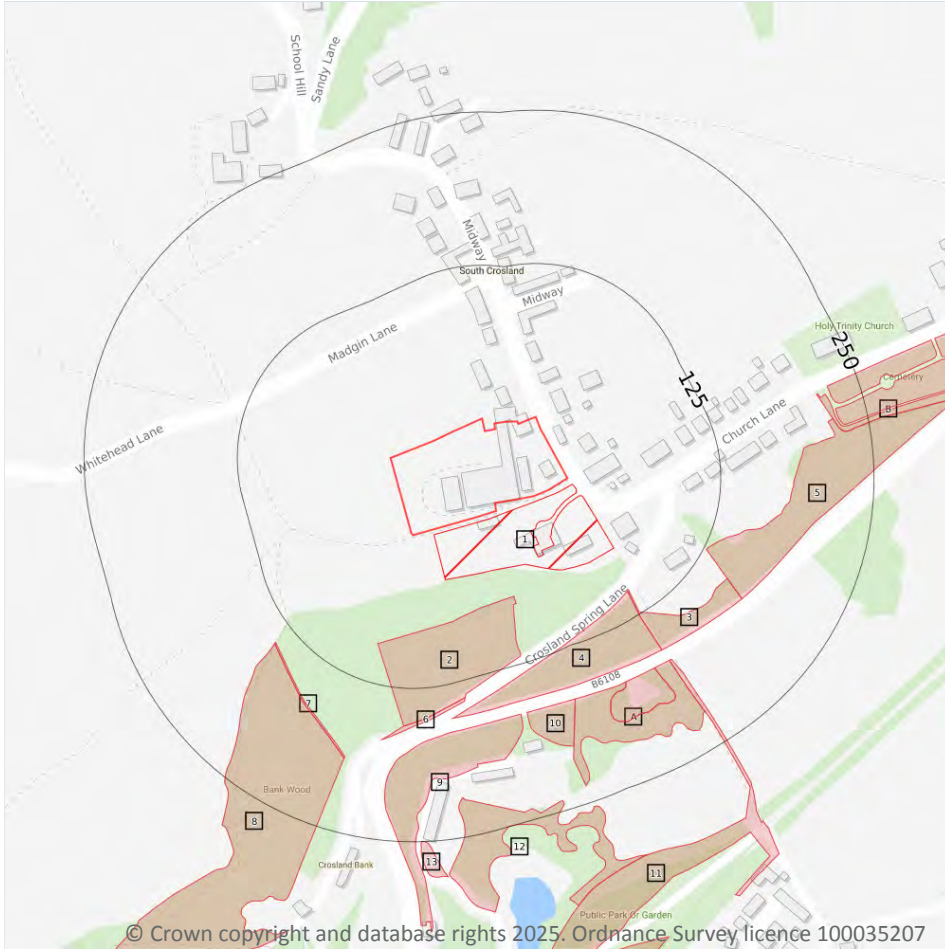 School Hill
Sandy Lane
Midway
South Crosland
Midway
Madgin Lane
Whitehead Lane
Holy Trinity Church
250
125
Cemetery
Church Lane
B
5
1
3
Crosland Spring Lane
4
2
B6108
7
6
10
A
9
Bank Wood
8
12
13
Crosland Bank
11
Public Park Or Garden
© Crown copyright and database rights 2025. Ordnance Survey licence 100035207